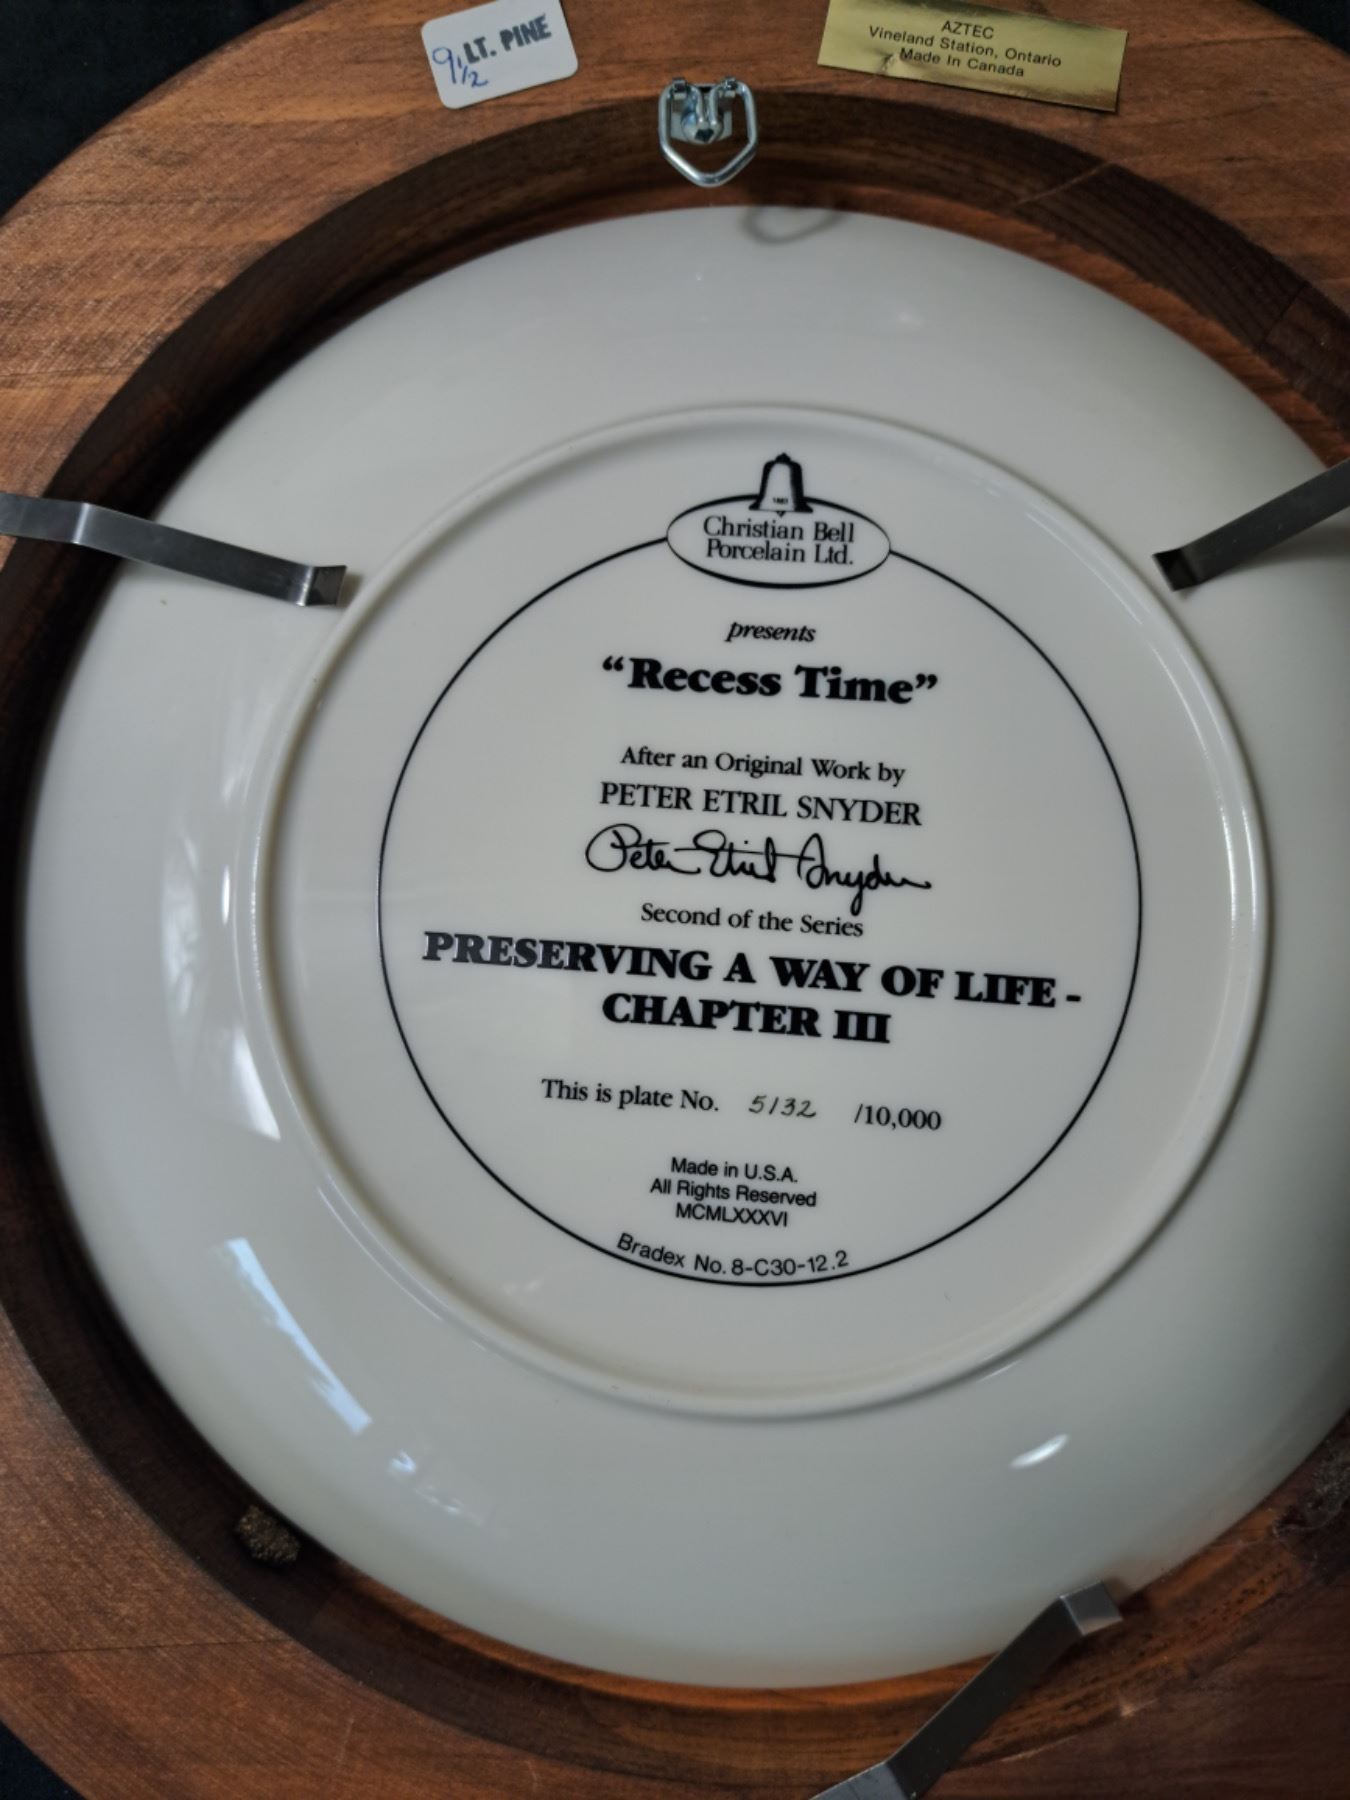 LT. PINE
9 1/2
AZTEC
Vineland Station, Ontario
Made In Canada
Christian Bell
Porcelain Ltd.
presents
“Recess Time”
After an Original Work by
PETER ETRIL SNYDER
Peter Etril Snyder
Second of the Series
PRESERVING A WAY OF LIFE -
CHAPTER III
This is plate No. 5132 /10,000
Made in U.S.A.
All Rights Reserved
MCMLXXXVI
Bradex No. 8-C30-12.2